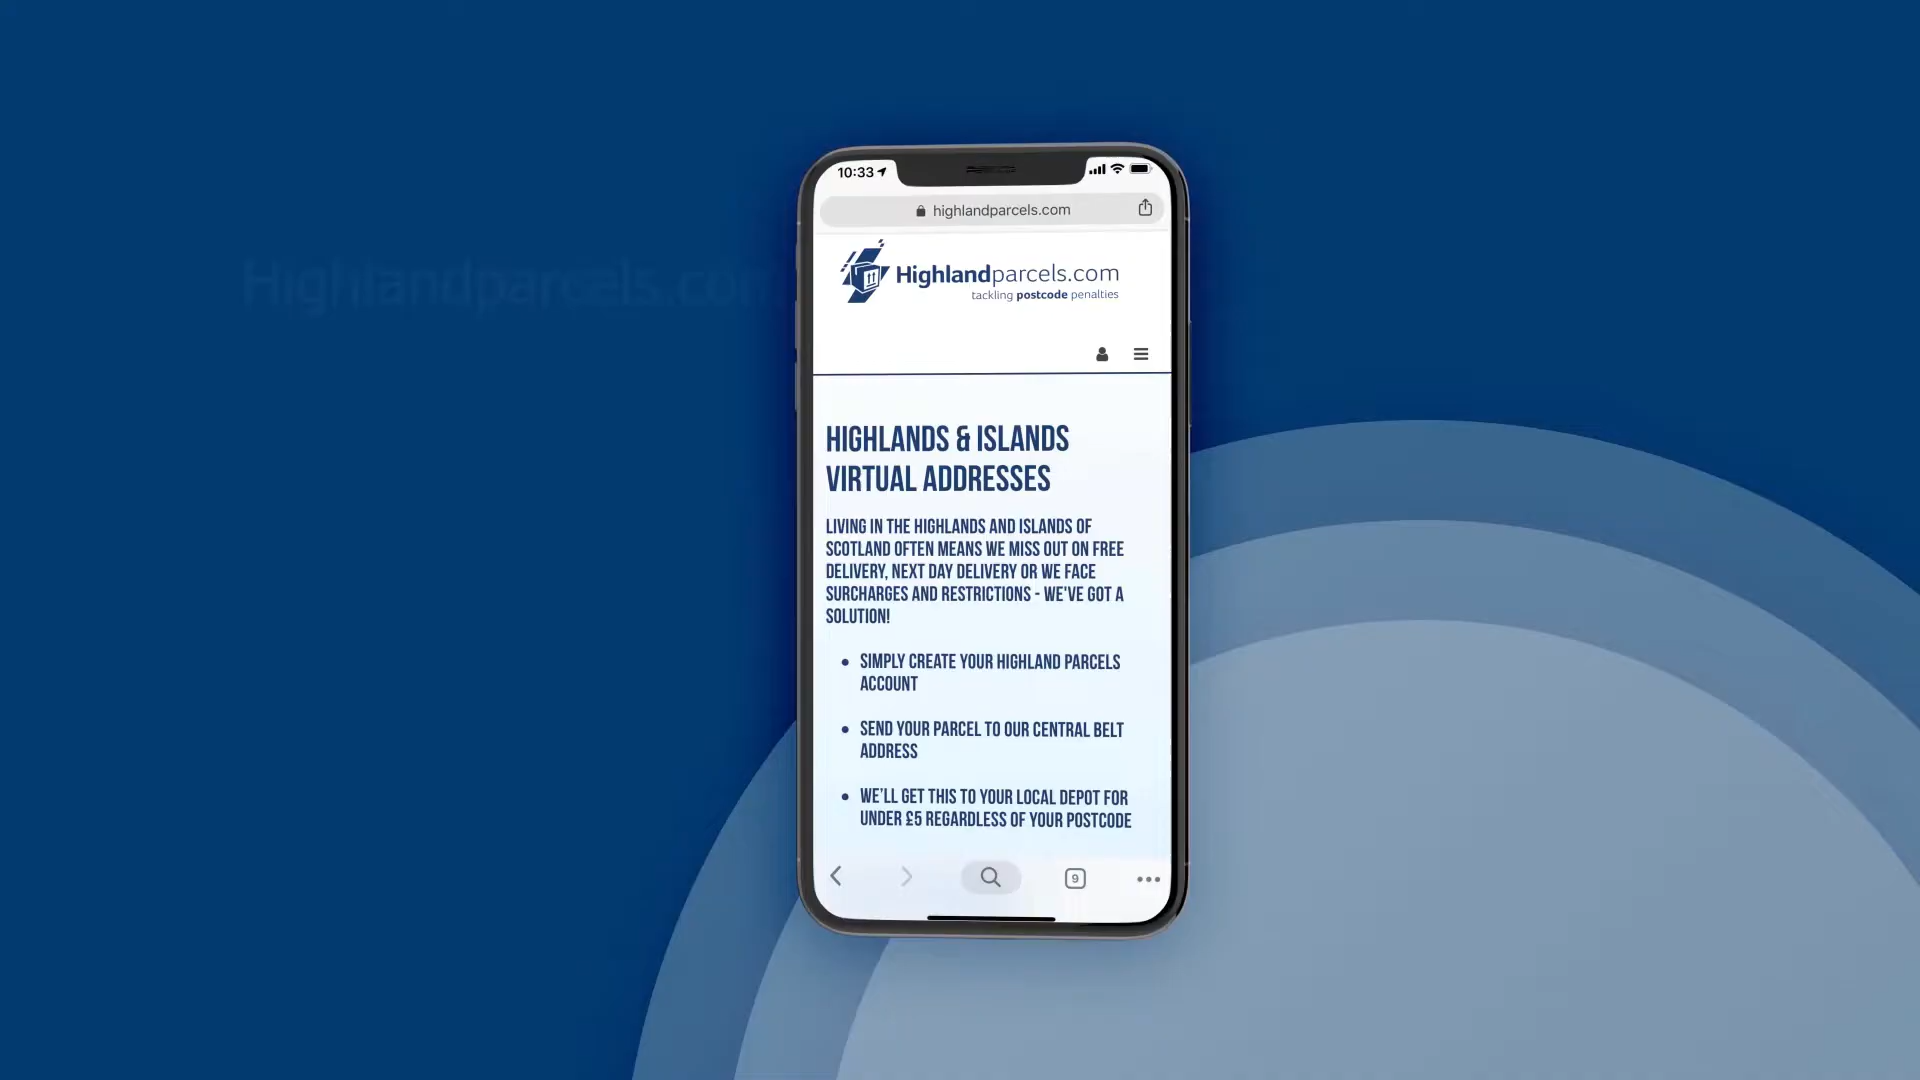 10:33
highlandparcels.com
Highlandparcels.com
tackling postcode penalties
Highlandparcels.com
HIGHLANDS & ISLANDS
VIRTUAL ADDRESSES
LIVING IN THE HIGHLANDS AND ISLANDS OF
SCOTLAND OFTEN MEANS WE MISS OUT ON FREE
DELIVERY, NEXT DAY DELIVERY OR WE FACE
SURCHARGES AND RESTRICTIONS - WE'VE GOT A
SOLUTION!
• SIMPLY CREATE YOUR HIGHLAND PARCELS
ACCOUNT
• SEND YOUR PARCEL TO OUR CENTRAL BELT
ADDRESS
• WE'LL GET THIS TO YOUR LOCAL DEPOT FOR
UNDER £5 REGARDLESS OF YOUR POSTCODE
9